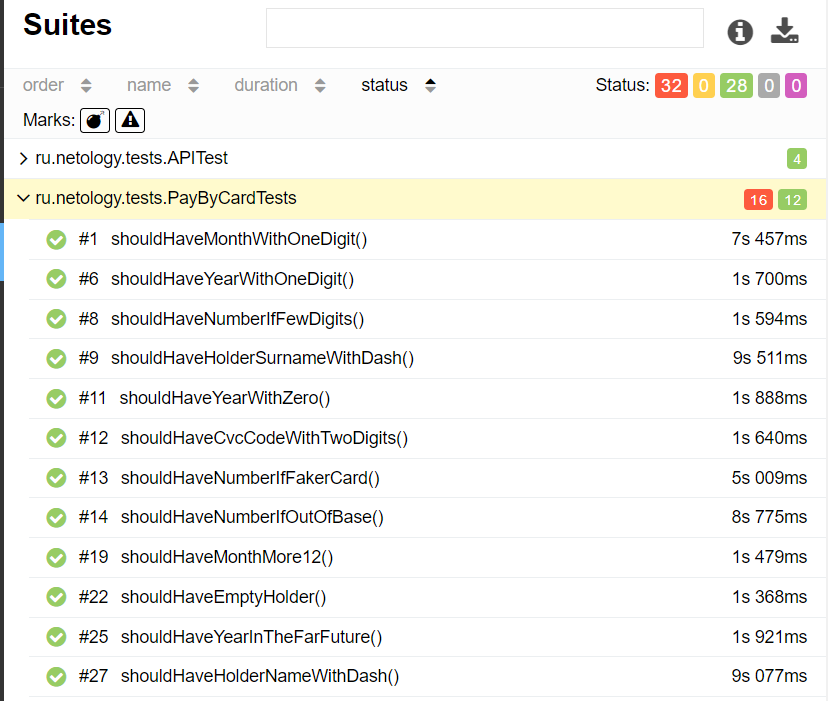 Suites
order name duration status Status: 32 0 28 0 0
Marks:
ru.netology.tests.APITest 4
ru.netology.tests.PayByCardTests 16 12
#1 shouldHaveMonthWithOneDigit() 7s 457ms
#6 shouldHaveYearWithOneDigit() 1s 700ms
#8 shouldHaveNumberIfFewDigits() 1s 594ms
#9 shouldHaveHolderSurnameWithDash() 9s 511ms
#11 shouldHaveYearWithZero() 1s 888ms
#12 shouldHaveCvcCodeWithTwoDigits() 1s 640ms
#13 shouldHaveNumberIfFakerCard() 5s 009ms
#14 shouldHaveNumberIfOutOfBase() 8s 775ms
#19 shouldHaveMonthMore12() 1s 479ms
#22 shouldHaveEmptyHolder() 1s 368ms
#25 shouldHaveYearInTheFarFuture() 1s 921ms
#27 shouldHaveHolderNameWithDash() 9s 077ms